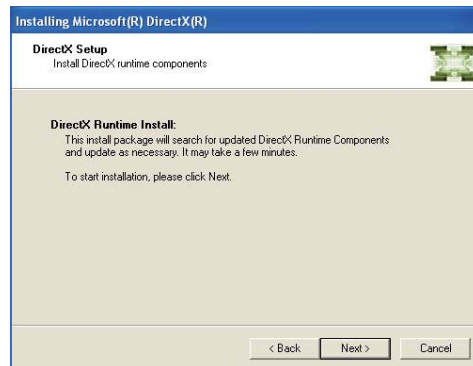 Installing Microsoft(R) DirectX(R)
DirectX Setup
Install DirectX runtime components
DirectX Runtime Install:
This install package will search for updated DirectX Runtime Components
and update as necessary. It may take a few minutes.
To start installation, please click Next.
< Back
Next >
Cancel